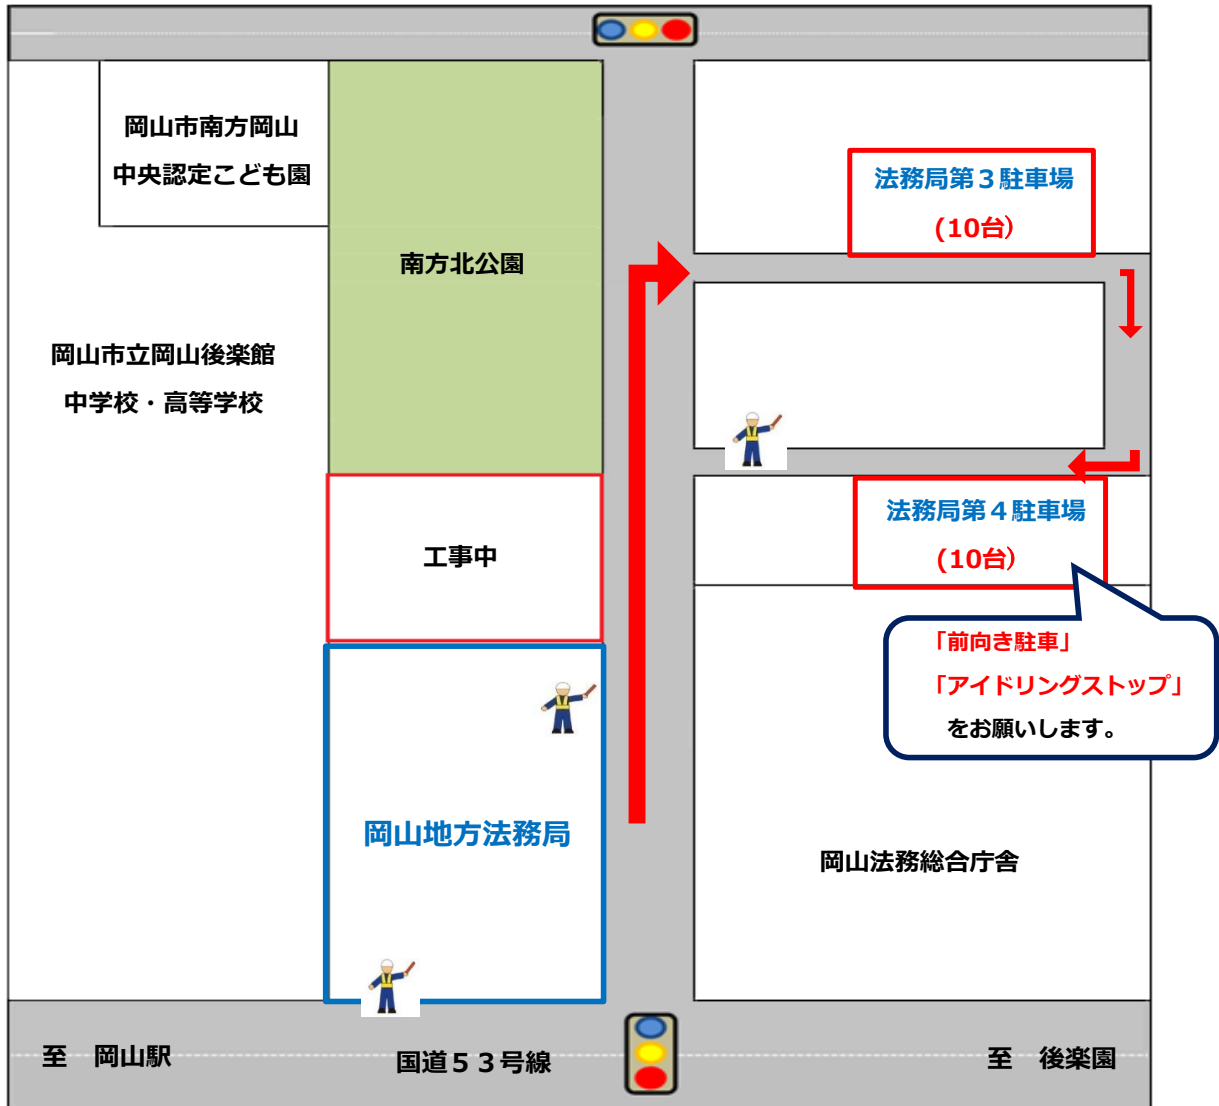 岡山市南方岡山
中央認定こども園
法務局第３駐車場
(10台）
南方北公園
岡山市立岡山後楽館
中学校・高等学校
法務局第４駐車場
(10台）
工事中
「前向き駐車」
「アイドリングストップ」
をお願いします。
岡山地方法務局
岡山法務総合庁舎
至　岡山駅
国道５３号線
至　後楽園